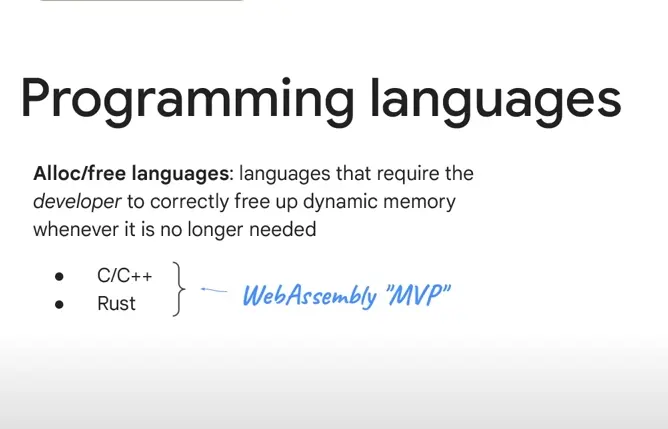 Programming languages
Alloc/free languages: languages that require the
developer to correctly free up dynamic memory
whenever it is no longer needed
● C/C++
● Rust
WebAssembly "MVP"